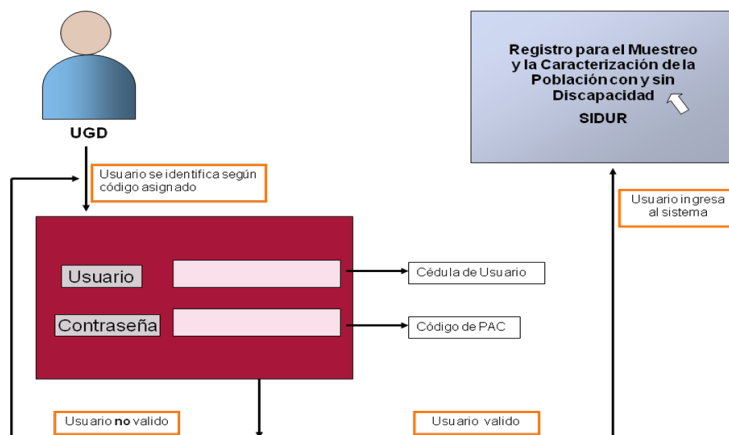 UGD
Usuario se identifica según
código asignado
Registro para el Muestreo
y la Caracterización de la
Población con y sin
Discapacidad
SIDUR
Usuario ingresa
al sistema
Usuario
Cédula de Usuario
Contraseña
Código de PAC
Usuario no valido
Usuario valido